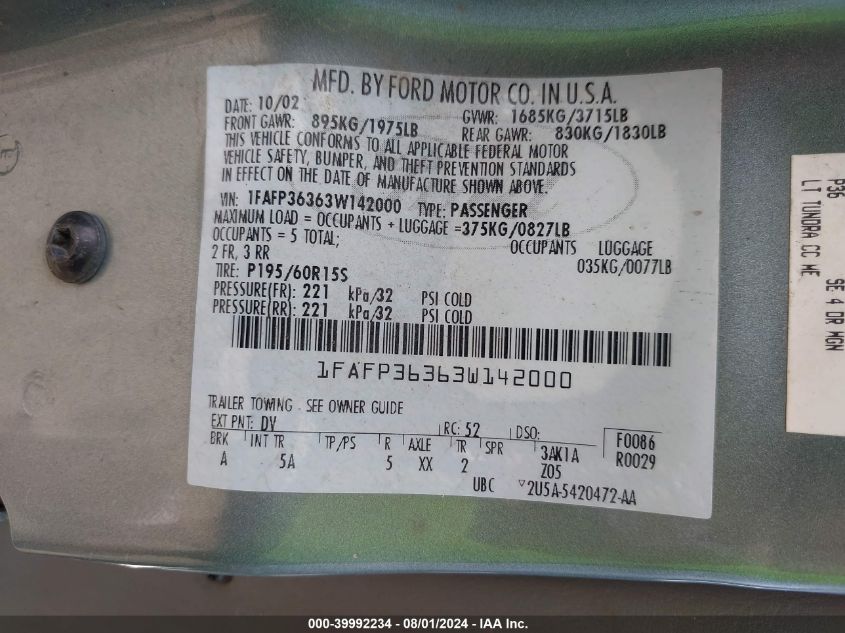 MFD. BY FORD MOTOR CO. IN U.S.A.
DATE: 10/02 GVWR: 1685KG/3715LB
FRONT GAWR: 895KG/1975LB REAR GAWR: 830KG/1830LB
THIS VEHICLE CONFORMS TO ALL APPLICABLE FEDERAL MOTOR
VEHICLE SAFETY, BUMPER, AND THEFT PREVENTION STANDARDS
IN EFFECT ON THE DATE OF MANUFACTURE SHOWN ABOVE.
VIN: 1FAFP36363W142000 TYPE: PASSENGER
MAXIMUM LOAD = OCCUPANTS + LUGGAGE =375KG/0827LB
OCCUPANTS = 5 TOTAL; OCCUPANTS LUGGAGE
2 FR, 3 RR 035KG/0077LB
TIRE: P195/60R15S
PRESSURE(FR): 221 kPa/32 PSI COLD
PRESSURE(RR): 221 kPa/32 PSI COLD
1FAFP36363W142000
TRAILER TOWING - SEE OWNER GUIDE
EXT PNT: DV RC: 52 DSO:
BRK INT TR TP/PS R AXLE TR SPR 3AK1A F0086
A 5A 5 XX 2 Z05 R0029
UBC ▽2U5A-5420472-AA
P36 SE 4 DR WGN
LT TUNDRA CC ME
000-39992234 - 08/01/2024 - IAA Inc.